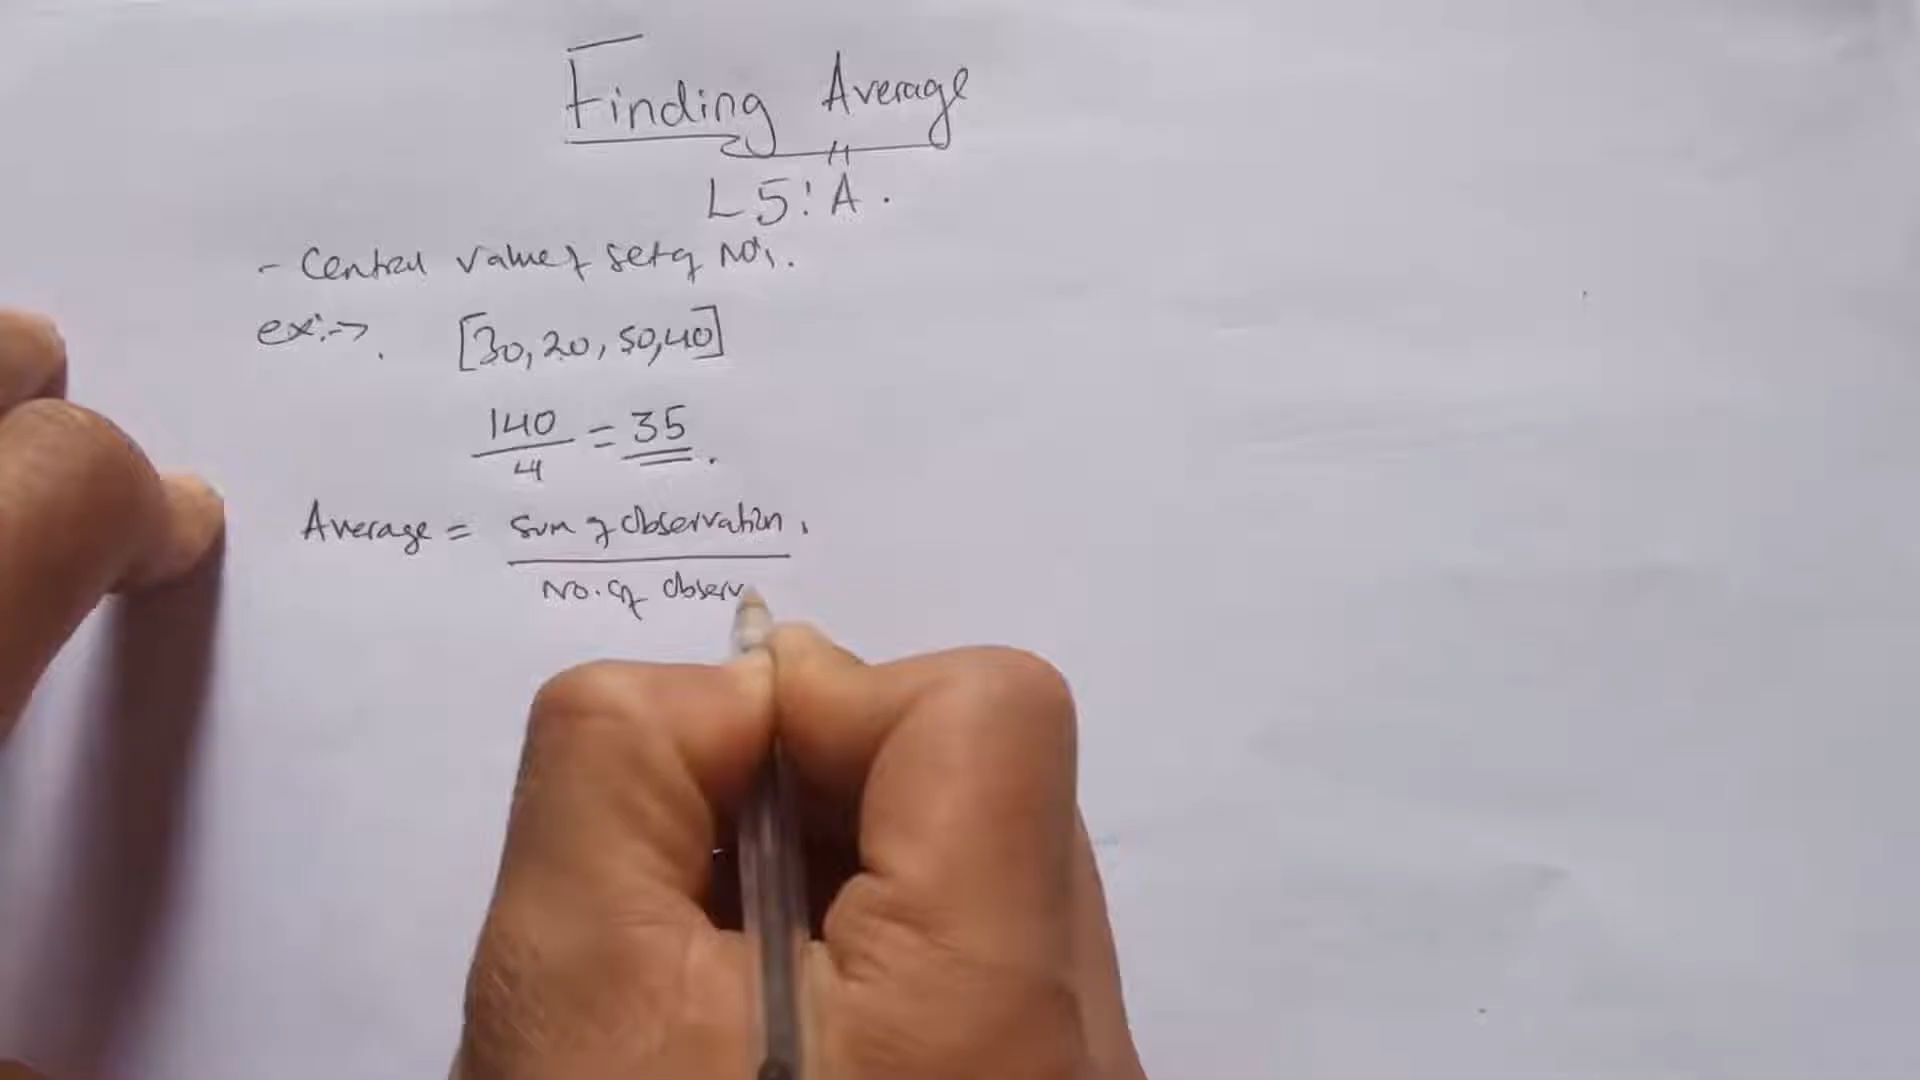 Finding Average
L5:A.
- Central value of set of No's.
ex:->. [30, 20, 50, 40]
140
4
= 35.
Average = Sum of observation.
No. of observ